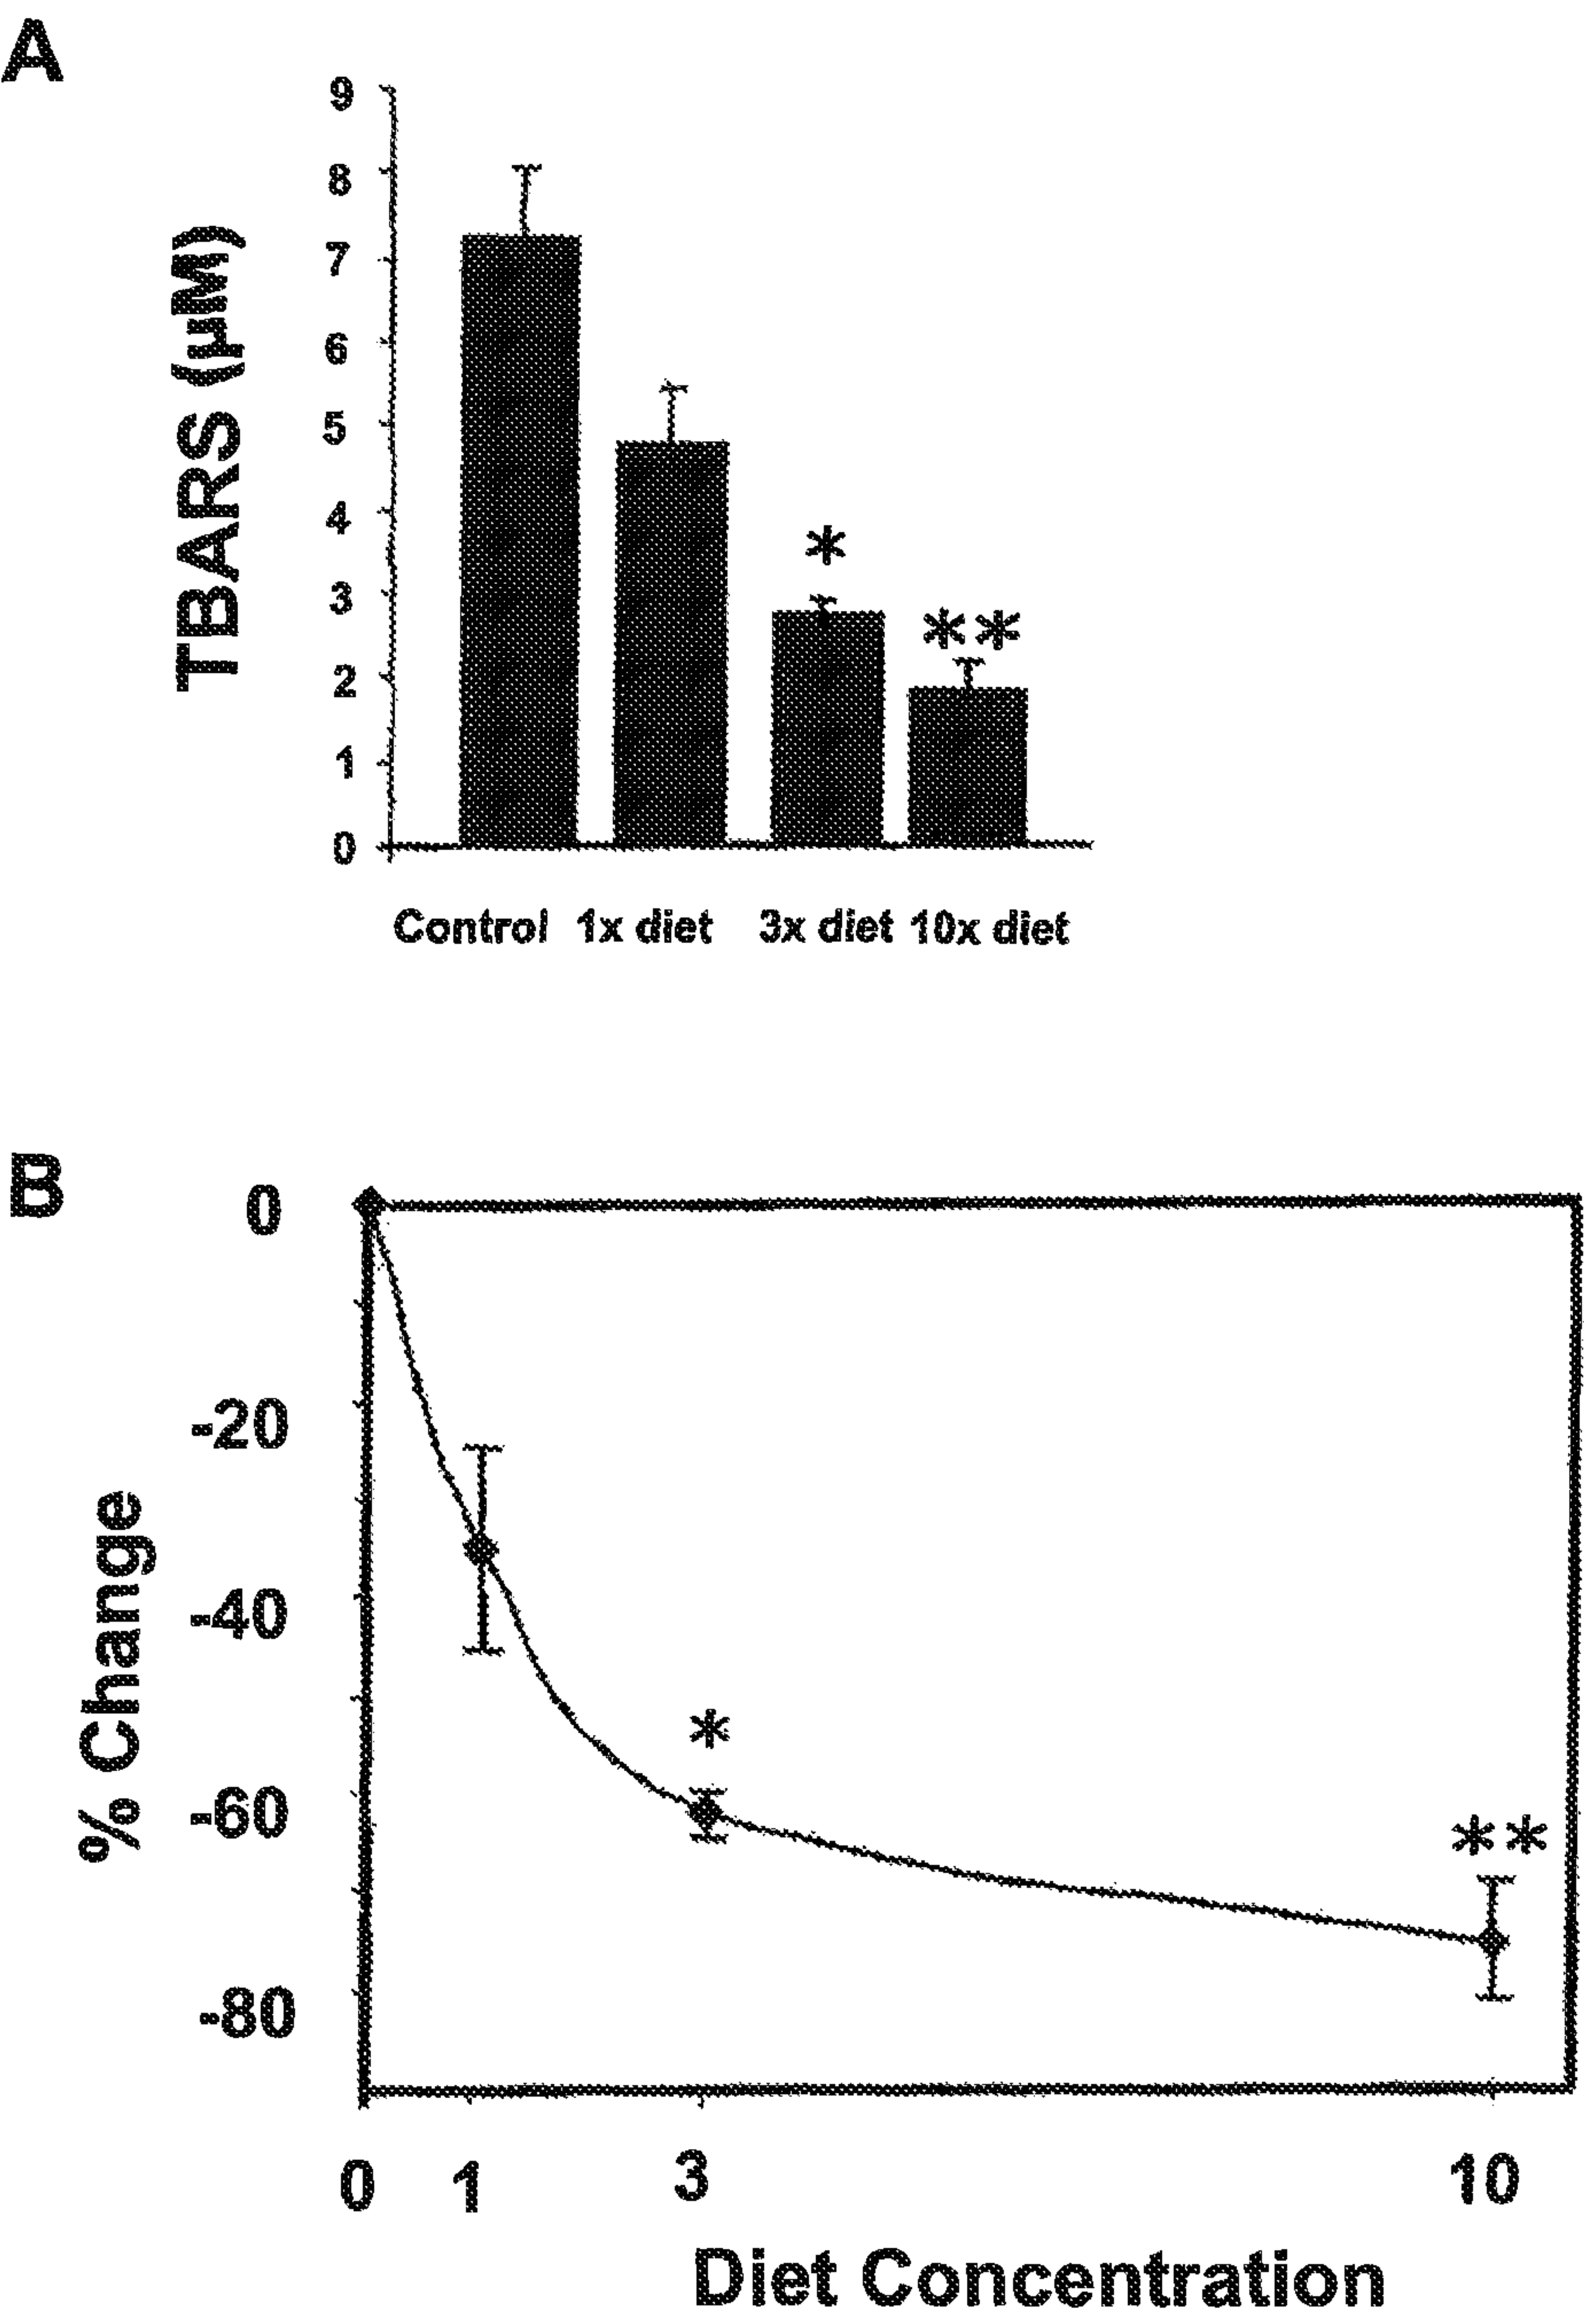 A
9
8
7
6
5
4
3
2
1
0
TBARS (µM)
*
**
Control 1x diet 3x diet 10x diet
B
0
-20
-40
-60
-80
% Change
*
**
0 1 3 10
Diet Concentration